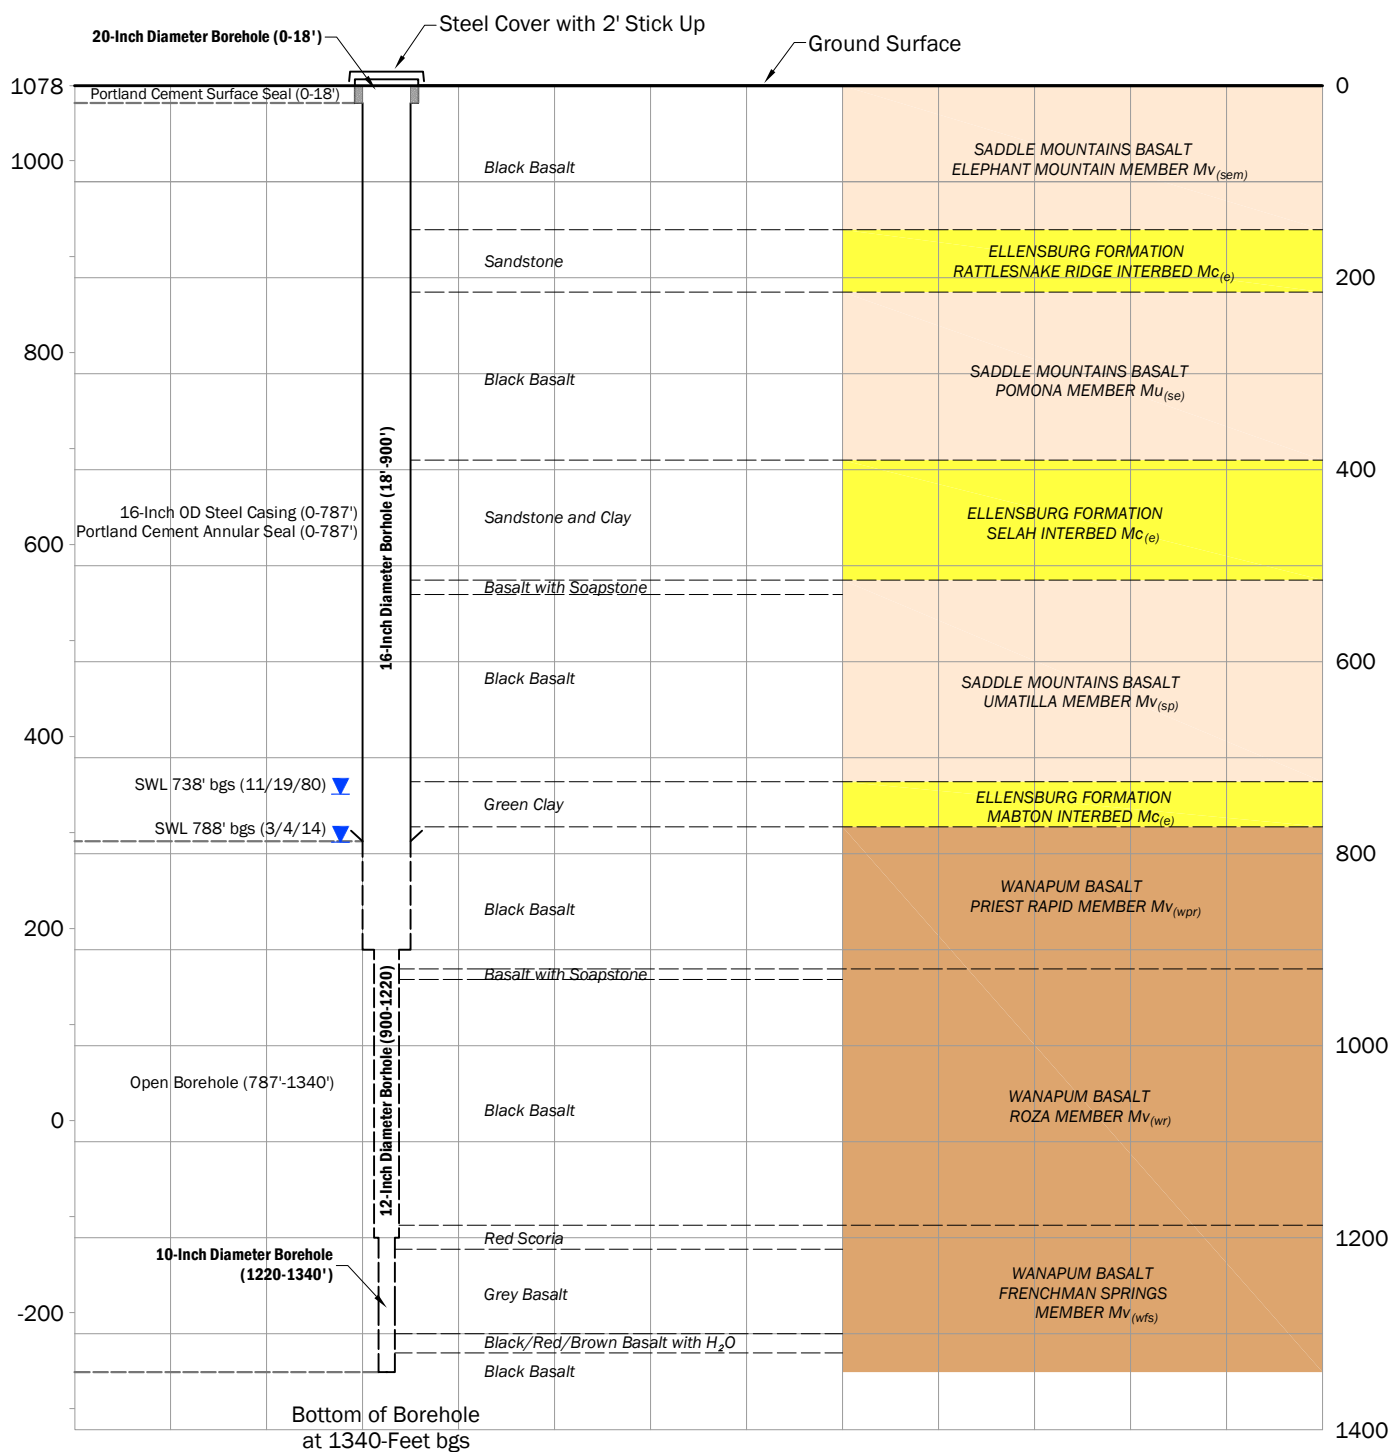 Steel Cover with 2' Stick Up
20-Inch Diameter Borehole (0-18')
Ground Surface
1078
0
Portland Cement Surface Seal (0-18')
1000
Black Basalt
SADDLE MOUNTAINS BASALT
ELEPHANT MOUNTAIN MEMBER Mv(sem)
Sandstone
ELLENSBURG FORMATION
RATTLESNAKE RIDGE INTERBED Mc(e)
200
800
Black Basalt
SADDLE MOUNTAINS BASALT
POMONA MEMBER Mu(se)
16-Inch Diameter Borehole (18'-900')
400
16-Inch OD Steel Casing (0-787')
Portland Cement Annular Seal (0-787')
Sandstone and Clay
ELLENSBURG FORMATION
SELAH INTERBED Mc(e)
600
Basalt with Soapstone
600
Black Basalt
SADDLE MOUNTAINS BASALT
UMATILLA MEMBER Mv(sp)
400
SWL 738' bgs (11/19/80)
Green Clay
ELLENSBURG FORMATION
MABTON INTERBED Mc(e)
SWL 788' bgs (3/4/14)
800
Black Basalt
WANAPUM BASALT
PRIEST RAPID MEMBER Mv(wpr)
200
Basalt with Soapstone
12-Inch Diameter Borehole (900-1220)
1000
Open Borehole (787'-1340')
Black Basalt
WANAPUM BASALT
ROZA MEMBER Mv(wr)
0
Red Scoria
1200
10-Inch Diameter Borehole
(1220-1340')
Grey Basalt
WANAPUM BASALT
FRENCHMAN SPRINGS
MEMBER Mv(wfs)
-200
Black/Red/Brown Basalt with H₂O
Black Basalt
Bottom of Borehole
at 1340-Feet bgs
1400